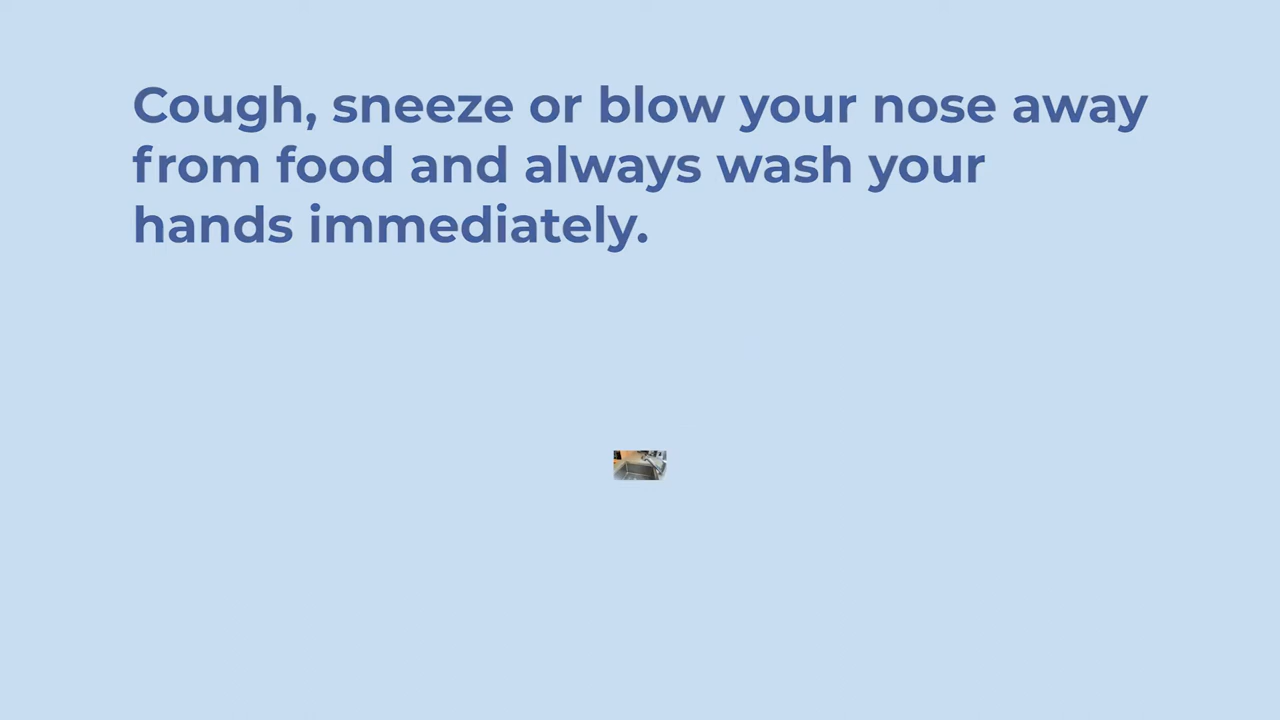 Cough, sneeze or blow your nose away
from food and always wash your
hands immediately.